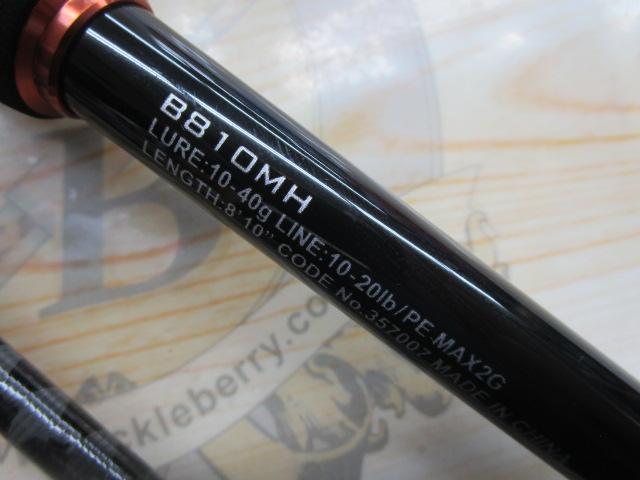 B810MH
LURE:10-40g LINE:10-20lb/PE MAX2G
LENGTH:8'10" CODE No.357007 MADE IN CHINA
B
ckleberry.com